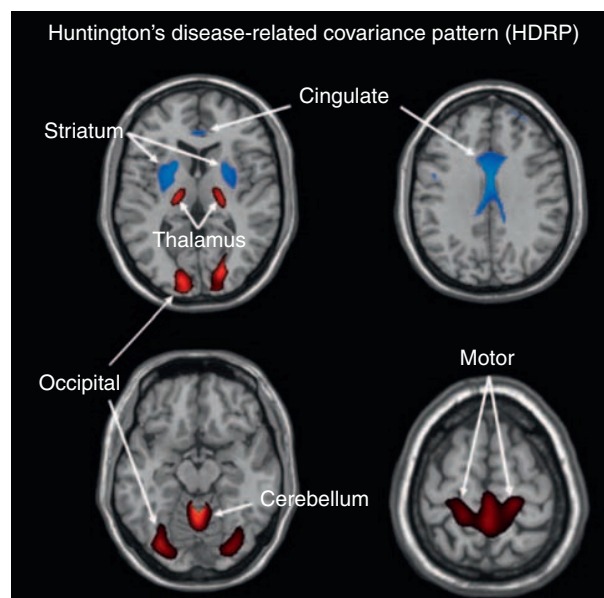 Huntington's disease-related covariance pattern (HDRP)
Cingulate
Striatum
Thalamus
Motor
Occipital
Cerebellum